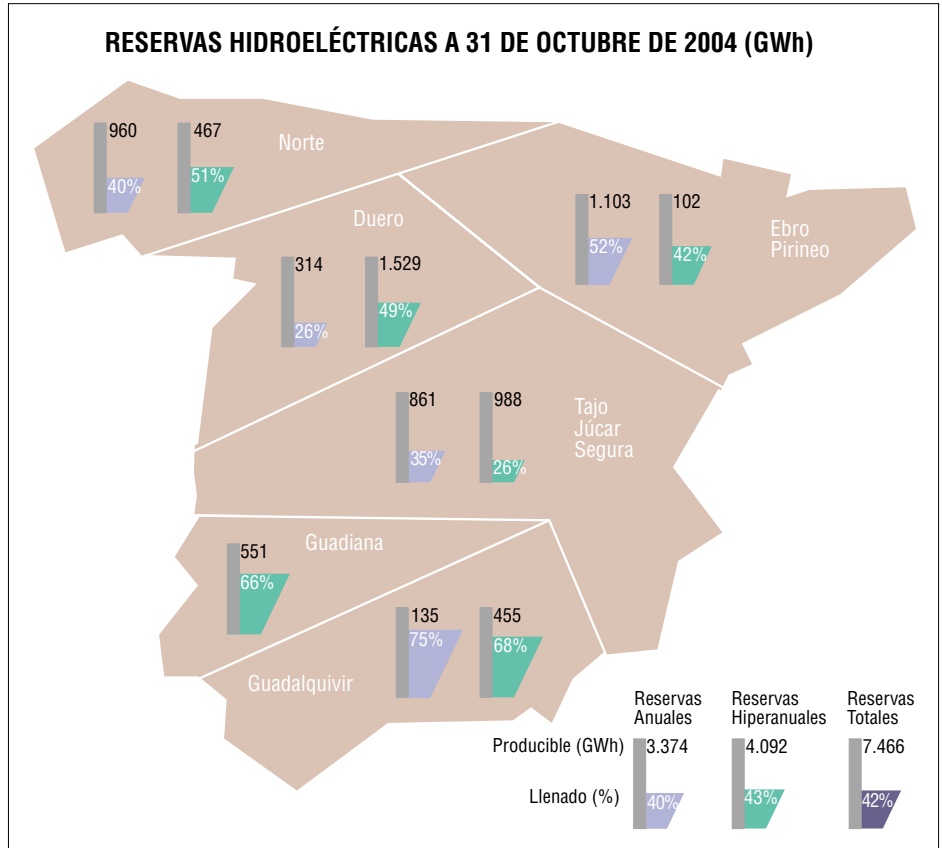 RESERVAS HIDROELÉCTRICAS A 31 DE OCTUBRE DE 2004 (GWh)
960
467
Norte
40%
51%
Duero
314
1.529
26%
49%
1.103
102
Ebro
Pirineo
52%
42%
861
988
Tajo
Júcar
Segura
35%
26%
Guadiana
551
66%
135
455
75%
68%
Guadalquivir
Reservas
Anuales
Reservas
Hiperanuales
Reservas
Totales
Producible (GWh)
3.374
4.092
7.466
Llenado (%)
40%
43%
42%